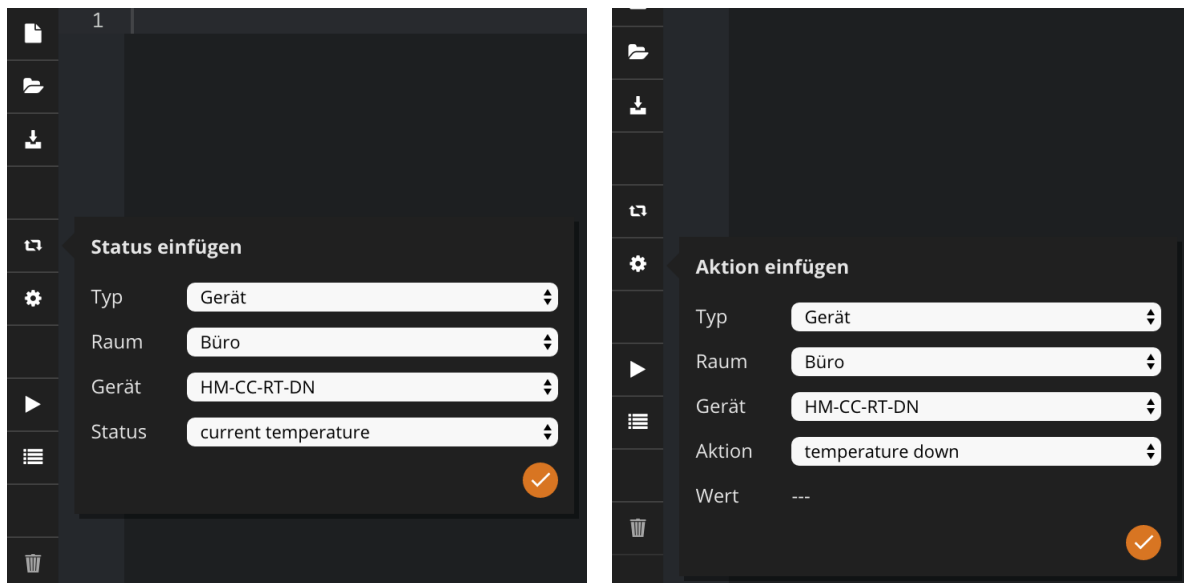 1
Status einfügen
Typ Gerät
Raum Büro
Gerät HM-CC-RT-DN
Status current temperature
Aktion einfügen
Typ Gerät
Raum Büro
Gerät HM-CC-RT-DN
Aktion temperature down
Wert ---